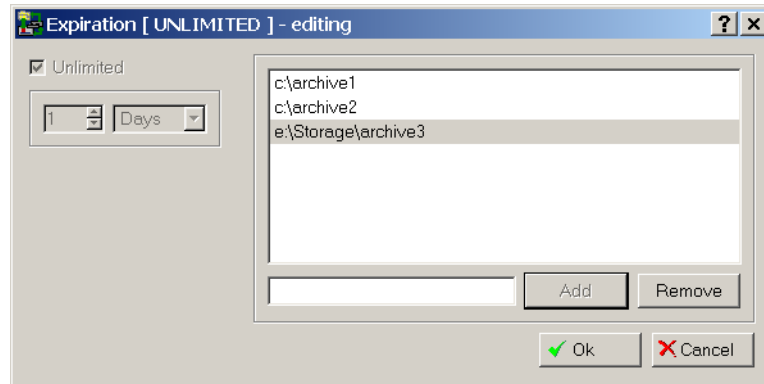 Expiration [ UNLIMITED ] - editing
Unlimited
1 Days
c:\archive1
c:\archive2
e:\Storage\archive3
Add Remove
Ok Cancel